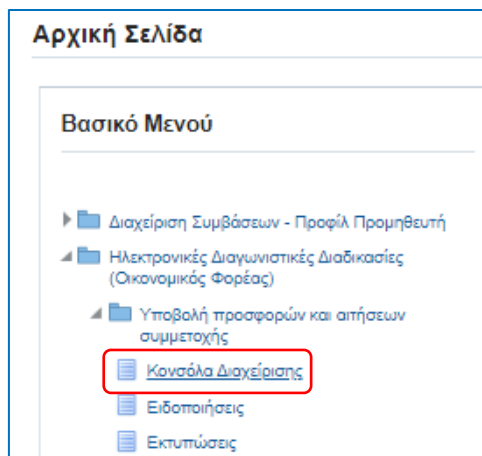 Αρχική Σελίδα
Βασικό Μενού
Διαχείριση Συμβάσεων - Προφίλ Προμηθευτή
Ηλεκτρονικές Διαγωνιστικές Διαδικασίες
(Οικονομικός Φορέας)
Υποβολή προσφορών και αιτήσεων
συμμετοχής
Κονσόλα Διαχείρισης
Ειδοποιήσεις
Εκτυπώσεις